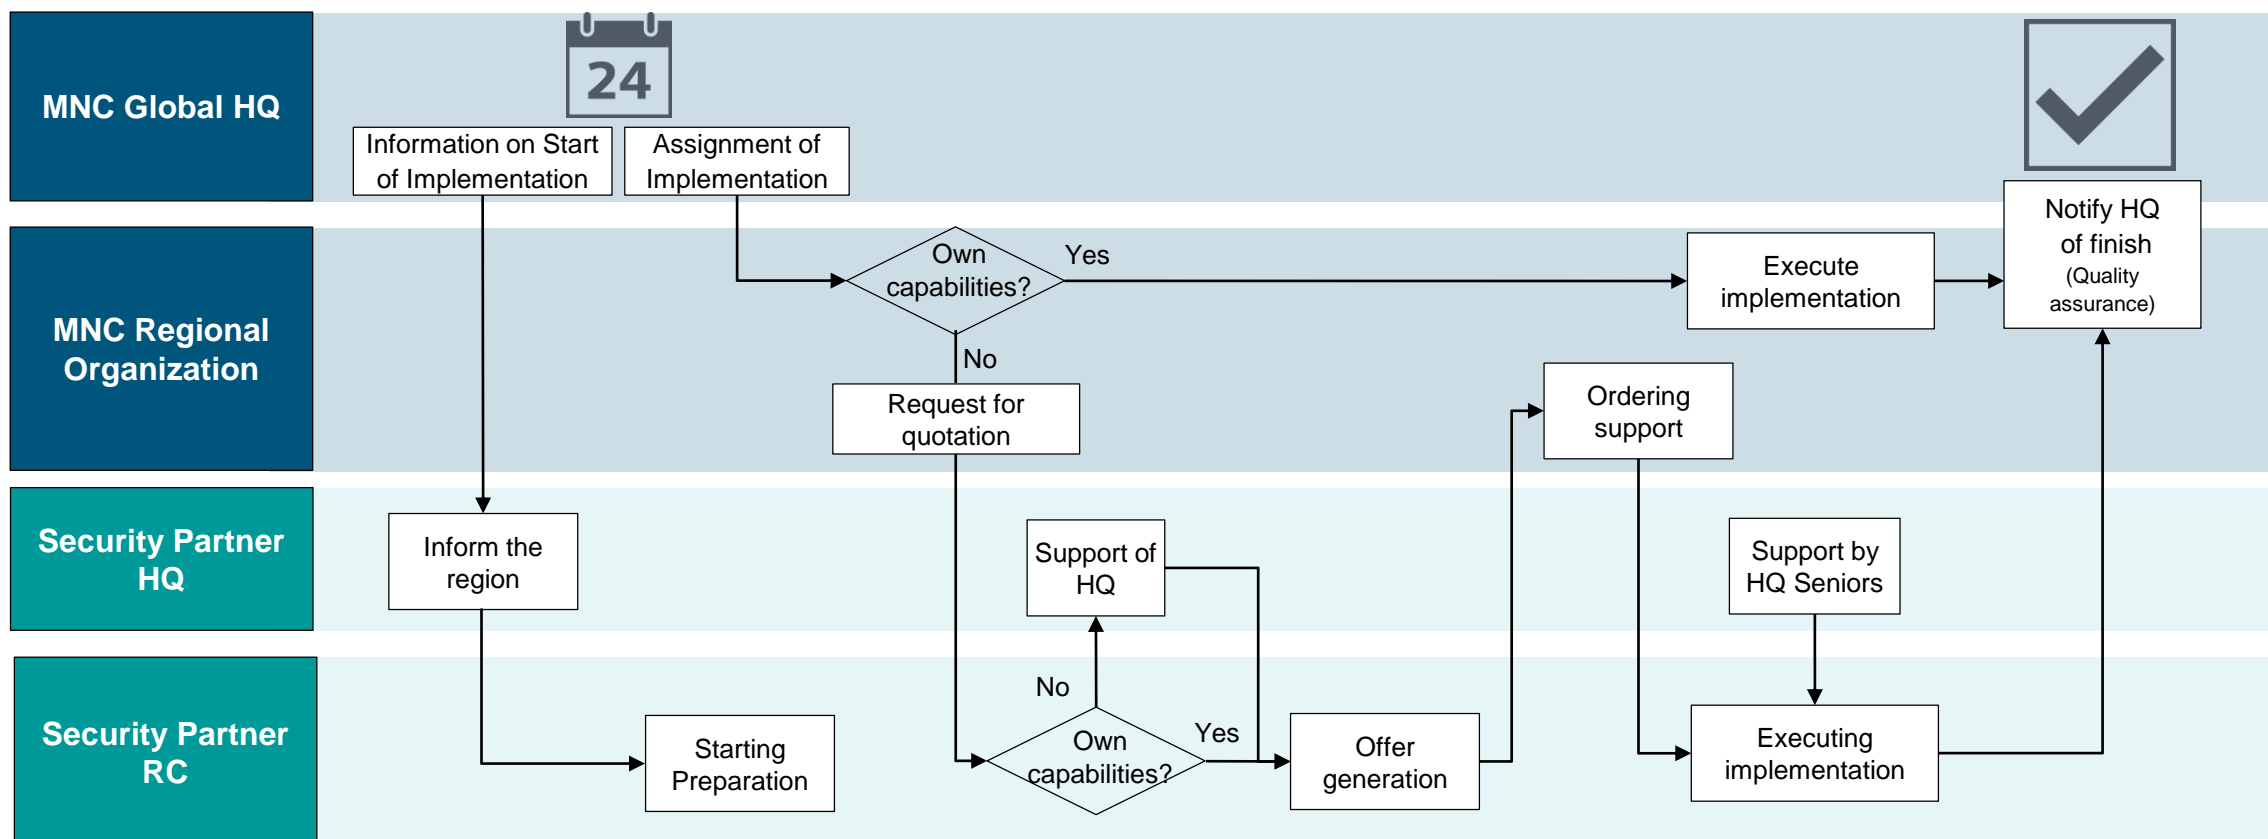 MNC Global HQ
24
Information on Start
of Implementation
Assignment of
Implementation
Notify HQ
of finish
(Quality
assurance)
MNC Regional
Organization
Own
capabilities?
Yes
No
Execute
implementation
Request for
quotation
Ordering
support
Security Partner
HQ
Inform the
region
Support of
HQ
Support by
HQ Seniors
Security Partner
RC
Starting
Preparation
No
Own
capabilities?
Yes
Offer
generation
Executing
implementation